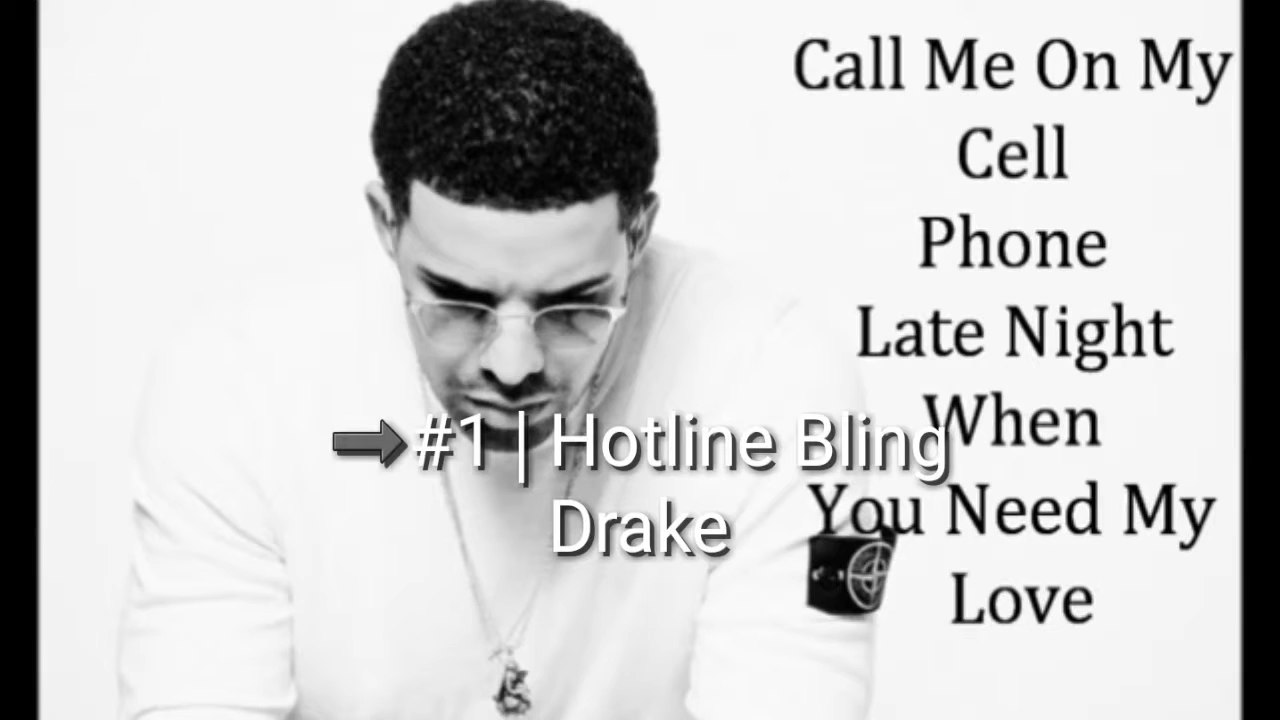 Call Me On My
Cell
Phone
Late Night
When
You Need My
Love
#1 | Hotline Bling
Drake